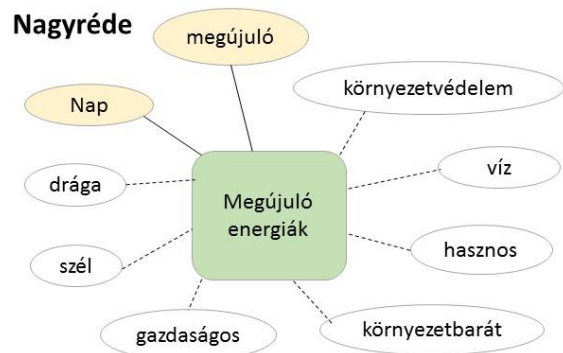 Nagyréde
megújuló
környezetvédelem
Nap
víz
drága
Megújuló
energiák
hasznos
szél
gazdaságos
környezetbarát